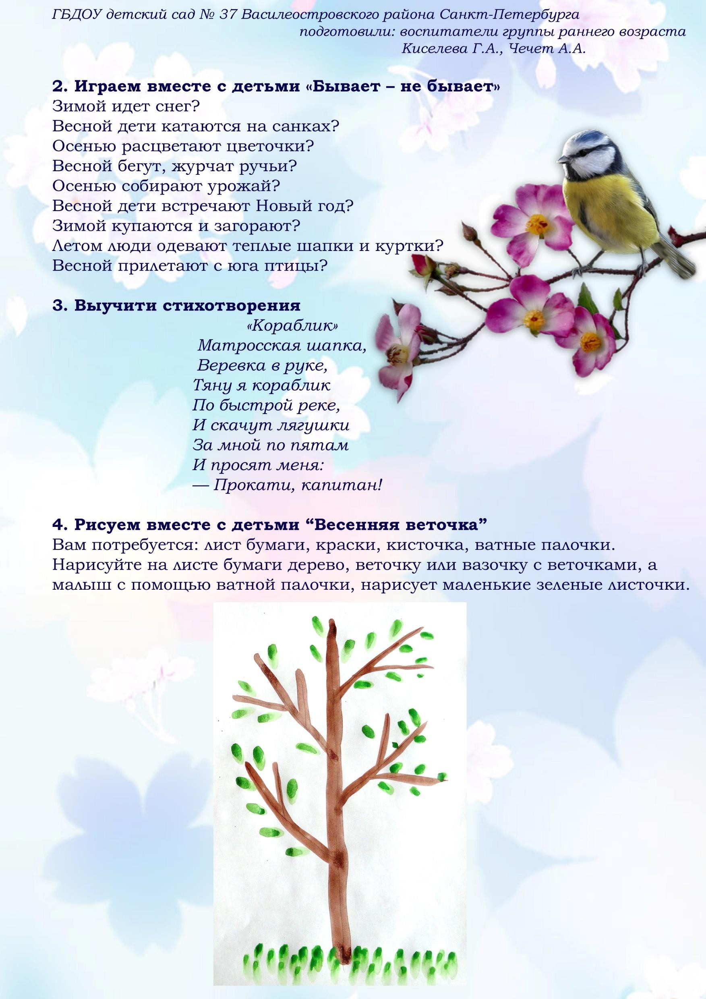 ГБДОУ детский сад № 37 Василеостровского района Санкт-Петербурга
подготовили: воспитатели группы раннего возраста
Киселева Г.А., Чечет А.А.
2. Играем вместе с детьми «Бывает – не бывает»
Зимой идет снег?
Весной дети катаются на санках?
Осенью расцветают цветочки?
Весной бегут, журчат ручьи?
Осенью собирают урожай?
Весной дети встречают Новый год?
Зимой купаются и загорают?
Летом люди одевают теплые шапки и куртки?
Весной прилетают с юга птицы?
3. Выучити стихотворения
«Кораблик»
Матросская шапка,
Веревка в руке,
Тяну я кораблик
По быстрой реке,
И скачут лягушки
За мной по пятам
И просят меня:
— Прокати, капитан!
4. Рисуем вместе с детьми “Весенняя веточка”
Вам потребуется: лист бумаги, краски, кисточка, ватные палочки.
Нарисуйте на листе бумаги дерево, веточку или вазочку с веточками, а
малыш с помощью ватной палочки, нарисует маленькие зеленые листочки.